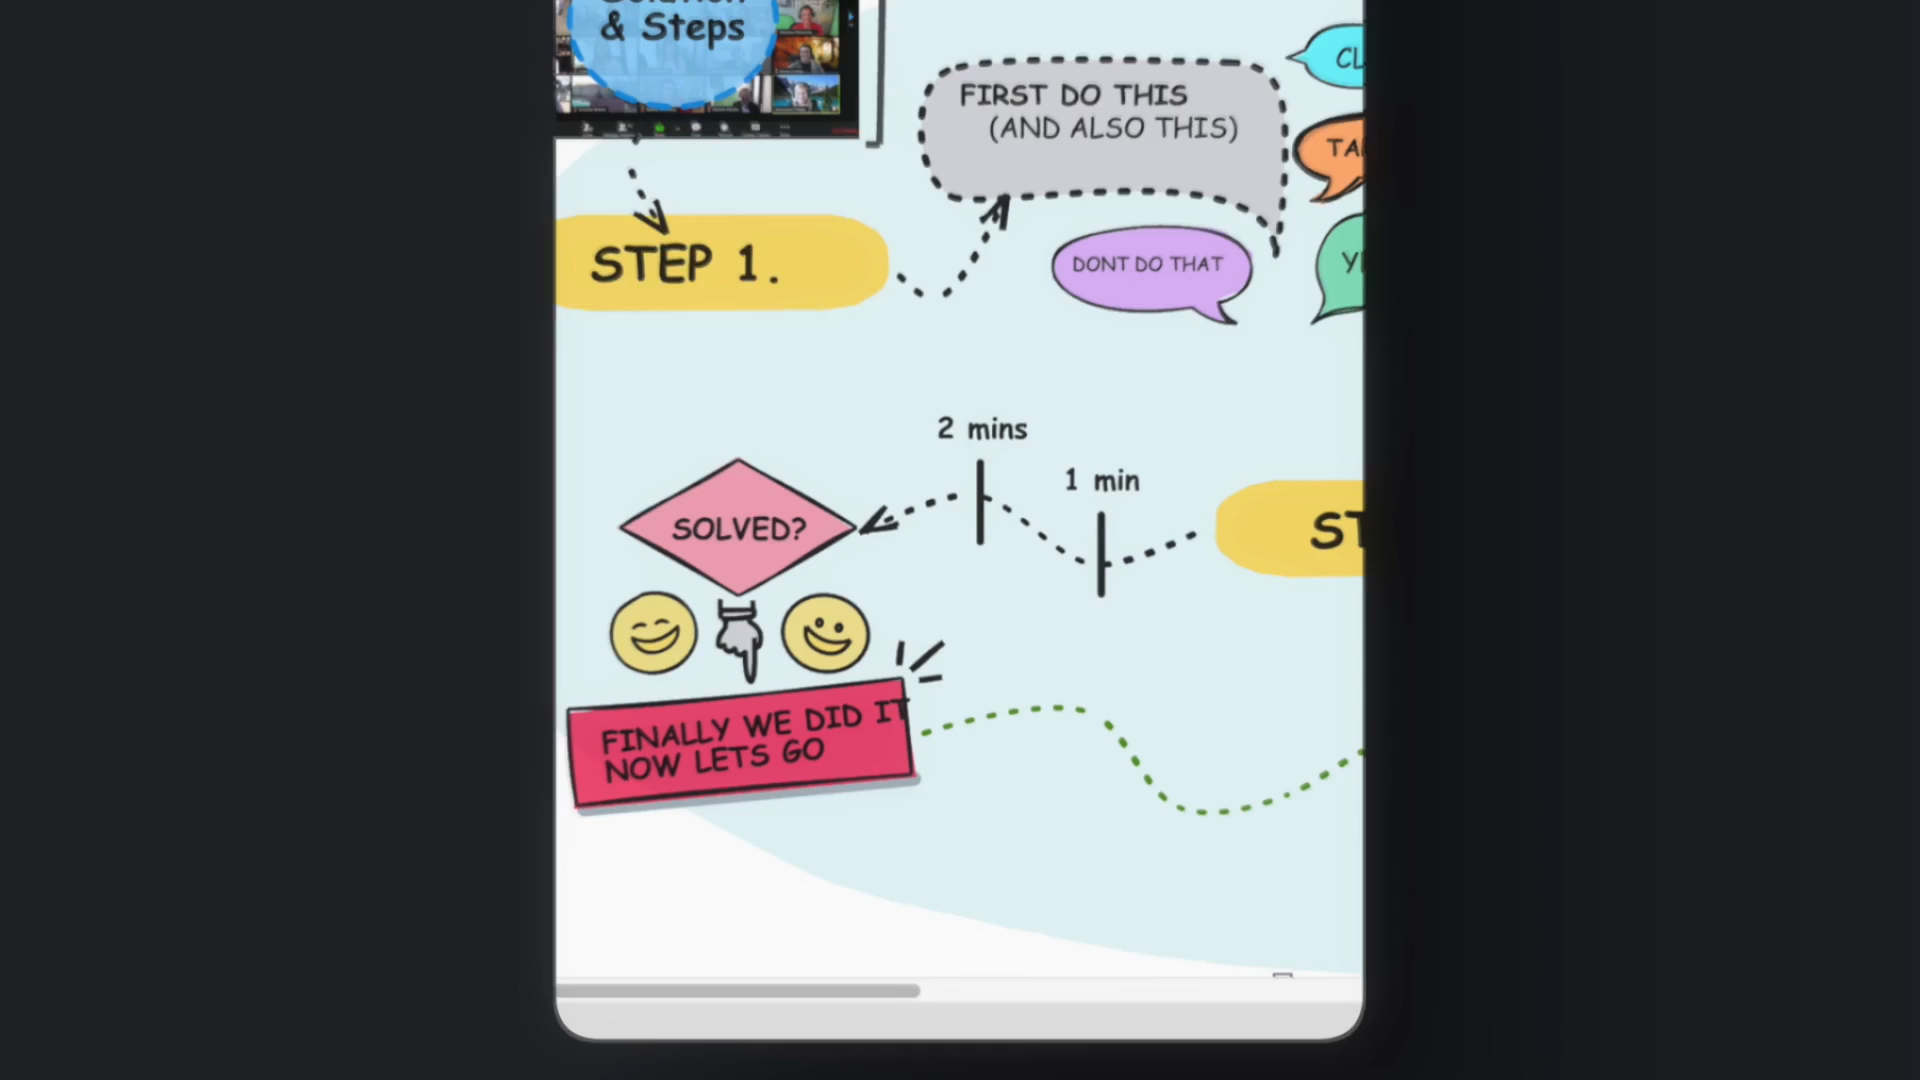 & Steps
FIRST DO THIS
(AND ALSO THIS)
STEP 1.
DONT DO THAT
2 mins
1 min
SOLVED?
FINALLY WE DID IT
NOW LETS GO